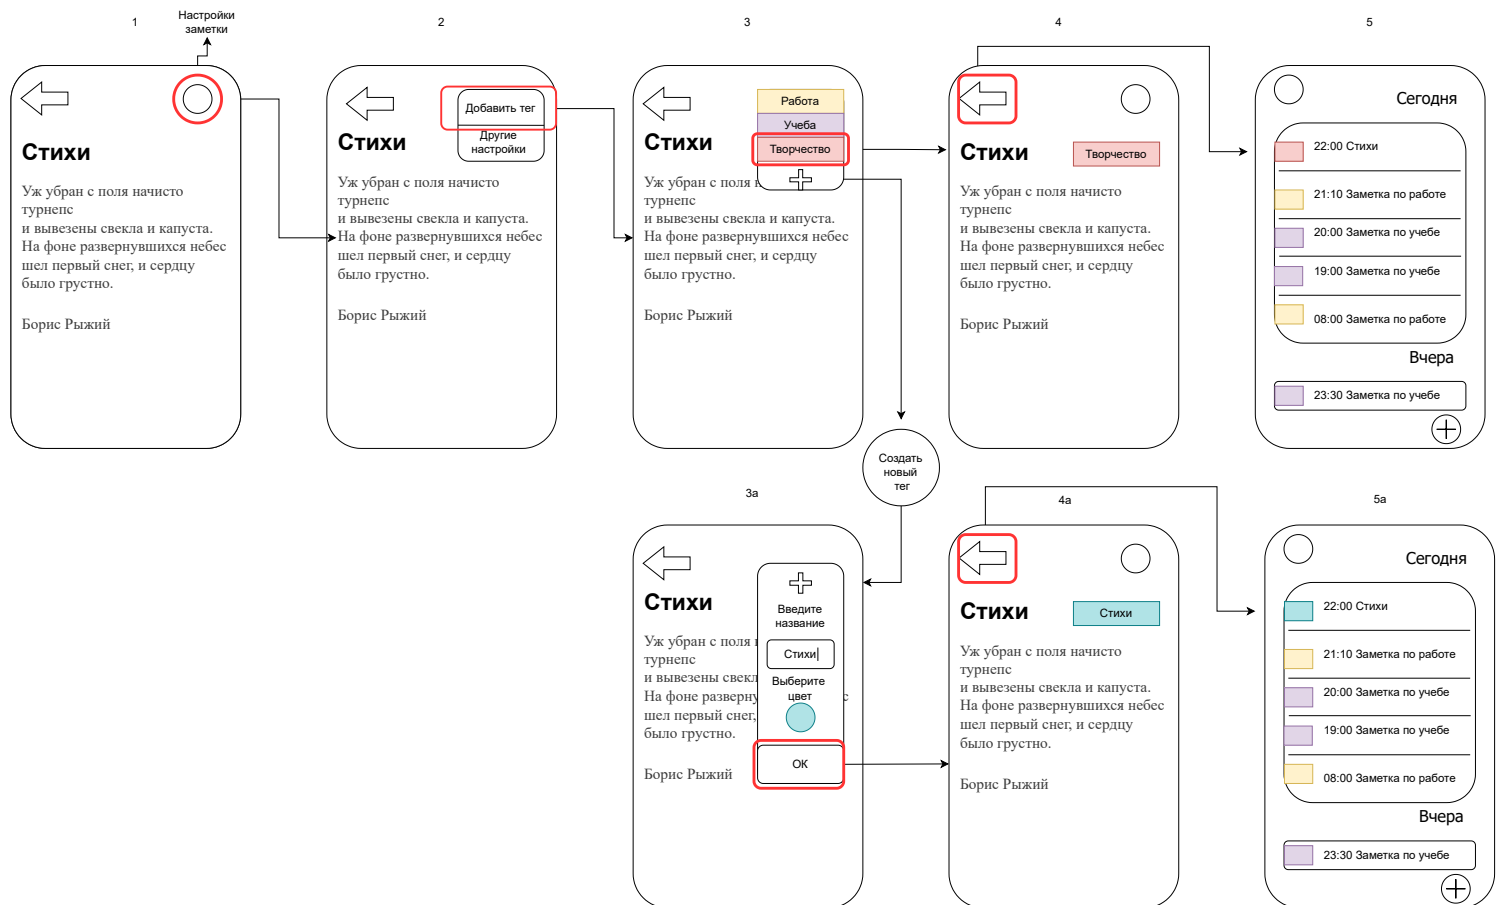 1
Настройки
заметки
2
3
4
5
Стихи
Уж убран с поля начисто
турнепс
и вывезены свекла и капуста.
На фоне развернувшихся небес
шел первый снег, и сердцу
было грустно.
Борис Рыжий
Добавить тег
Другие
настройки
Стихи
Уж убран с поля начисто
турнепс
и вывезены свекла и капуста.
На фоне развернувшихся небес
шел первый снег, и сердцу
было грустно.
Борис Рыжий
Работа
Учеба
Творчество
Стихи
Уж убран с поля
турнепс
и вывезены свекла и капуста.
На фоне развернувшихся небес
шел первый снег, и сердцу
было грустно.
Борис Рыжий
Стихи
Творчество
Уж убран с поля начисто
турнепс
и вывезены свекла и капуста.
На фоне развернувшихся небес
шел первый снег, и сердцу
было грустно.
Борис Рыжий
Сегодня
22:00 Стихи
21:10 Заметка по работе
20:00 Заметка по учебе
19:00 Заметка по учебе
08:00 Заметка по работе
Вчера
23:30 Заметка по учебе
Создать
новый
тег
3а
4а
5а
Стихи
Уж убран с поля
турнепс
и вывезены свекл
На фоне разверну с
шел первый снег,
было грустно.
Борис Рыжий
Введите
название
Стихи
Выберите
цвет
ОК
Стихи
Стихи
Уж убран с поля начисто
турнепс
и вывезены свекла и капуста.
На фоне развернувшихся небес
шел первый снег, и сердцу
было грустно.
Борис Рыжий
Сегодня
22:00 Стихи
21:10 Заметка по работе
20:00 Заметка по учебе
19:00 Заметка по учебе
08:00 Заметка по работе
Вчера
23:30 Заметка по учебе